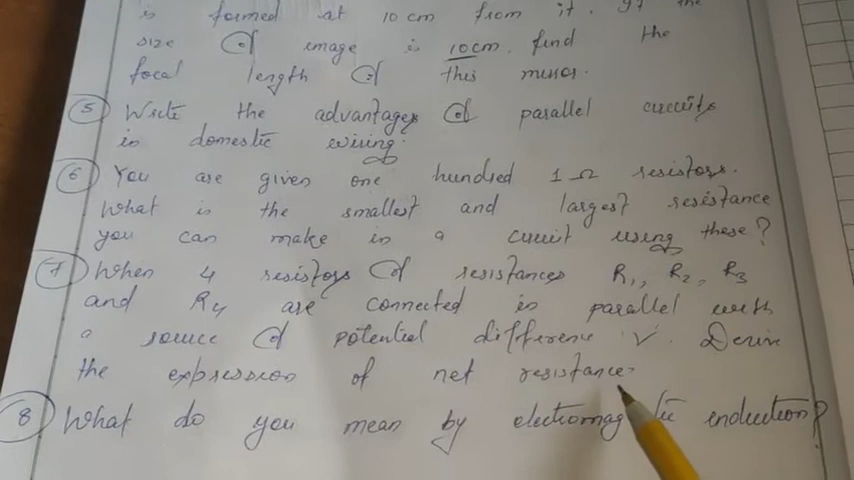 is formed at 10 cm from it. If the
size of image is 10cm. find the
focal length of this mirror.
5 Write the advantages of parallel circuits
in domestic wiring.
6 You are given one hundred 1 Ω resistors.
What is the smallest and largest resistance
you can make in a circuit using these?
7 When 4 resistors of resistances R1, R2, R3
and R4 are connected in parallel with
a source of potential difference V. Derive
the expression of net resistance.
8 What do you mean by electromag tic induction?